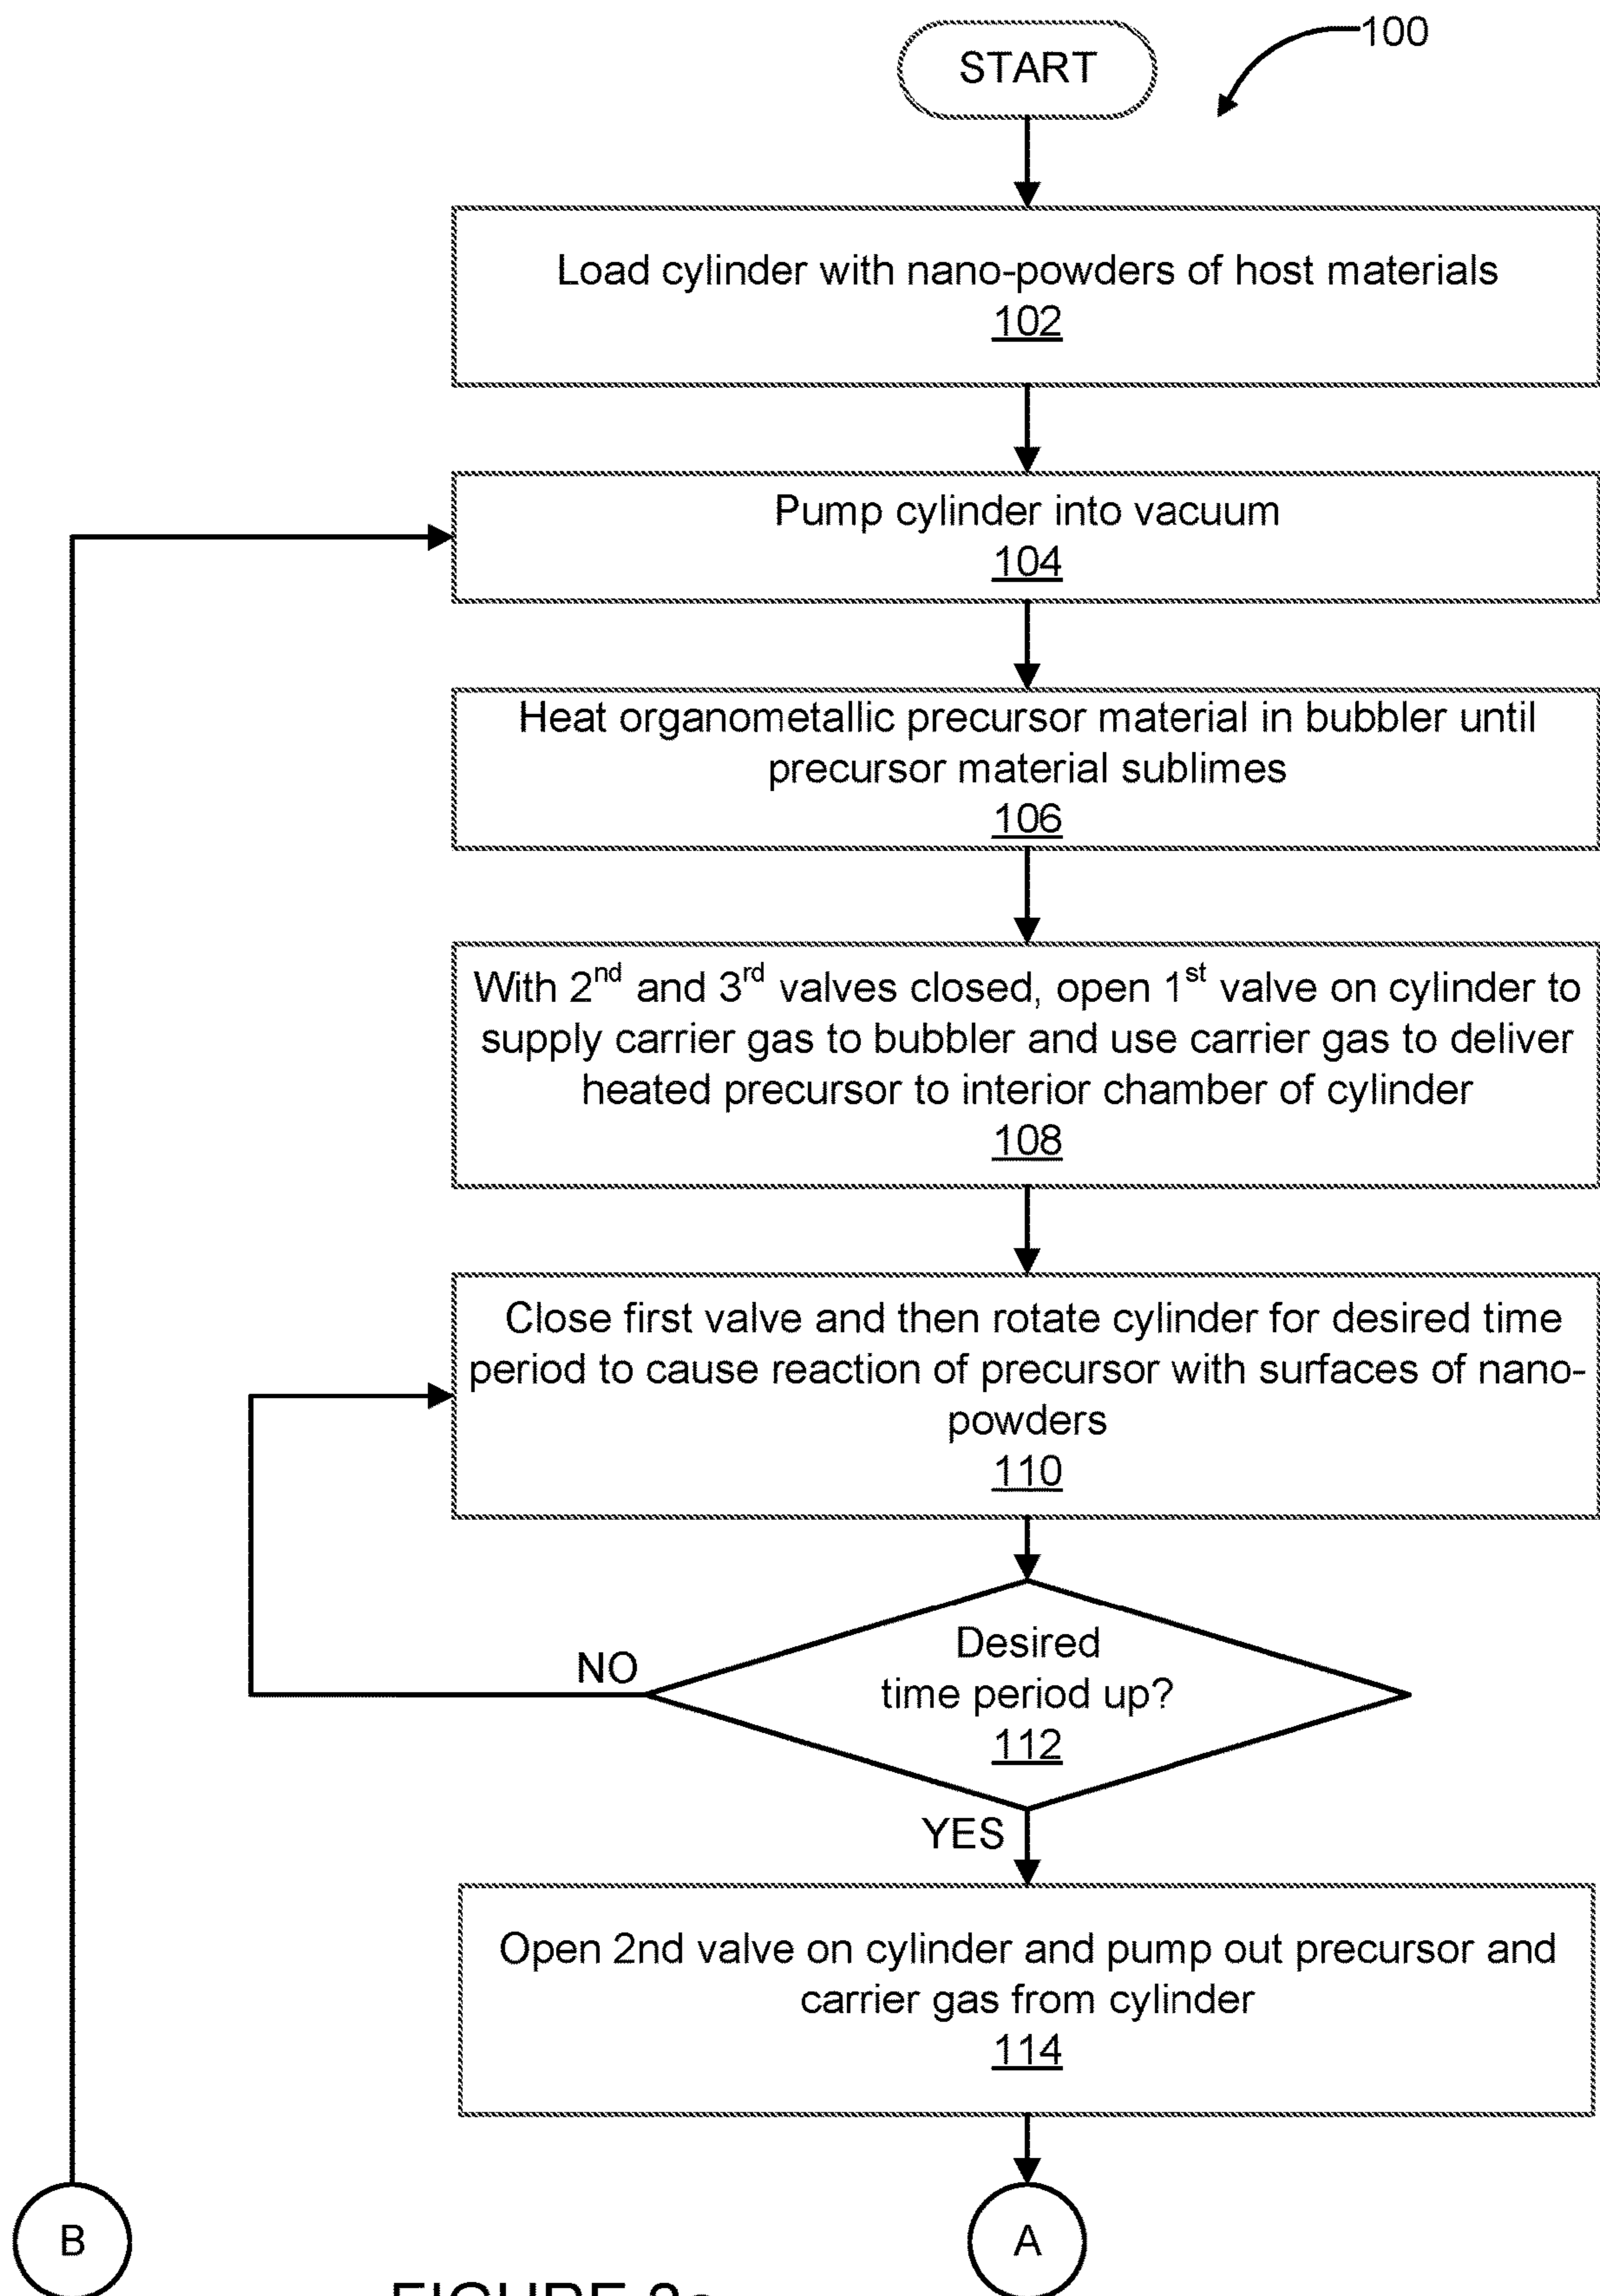 100
START
Load cylinder with nano-powders of host materials
102
Pump cylinder into vacuum
104
Heat organometallic precursor material in bubbler until
precursor material sublimes
106
With 2nd and 3rd valves closed, open 1st valve on cylinder to
supply carrier gas to bubbler and use carrier gas to deliver
heated precursor to interior chamber of cylinder
108
Close first valve and then rotate cylinder for desired time
period to cause reaction of precursor with surfaces of nano-
powders
110
Desired
time period up?
112
NO
YES
Open 2nd valve on cylinder and pump out precursor and
carrier gas from cylinder
114
B
A
FIGURE